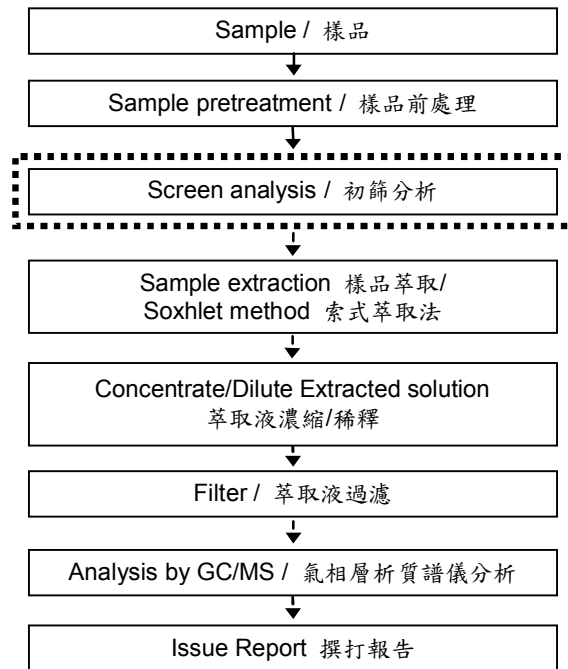 Sample / 樣品
Sample pretreatment / 樣品前處理
Screen analysis / 初篩分析
Sample extraction 樣品萃取/
Soxhlet method 索式萃取法
Concentrate/Dilute Extracted solution
萃取液濃縮/稀釋
Filter / 萃取液過濾
Analysis by GC/MS / 氣相層析質譜儀分析
Issue Report 撰打報告